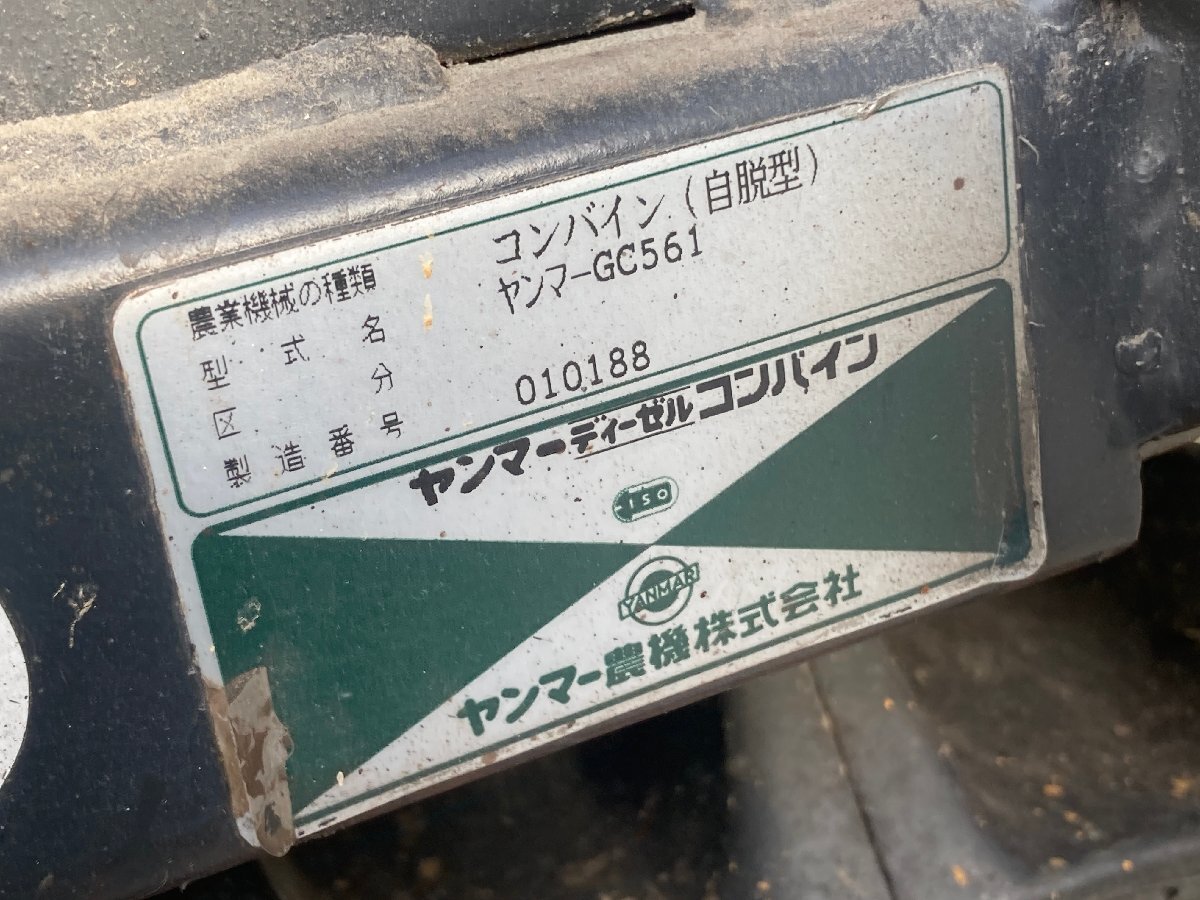 農業機械の種類 コンバイン(自脱型)
型式名 ヤンマーGC561
区分
製造番号 010188
ヤンマーディーゼルコンバイン
ISO
YANMAR
ヤンマー農機株式会社